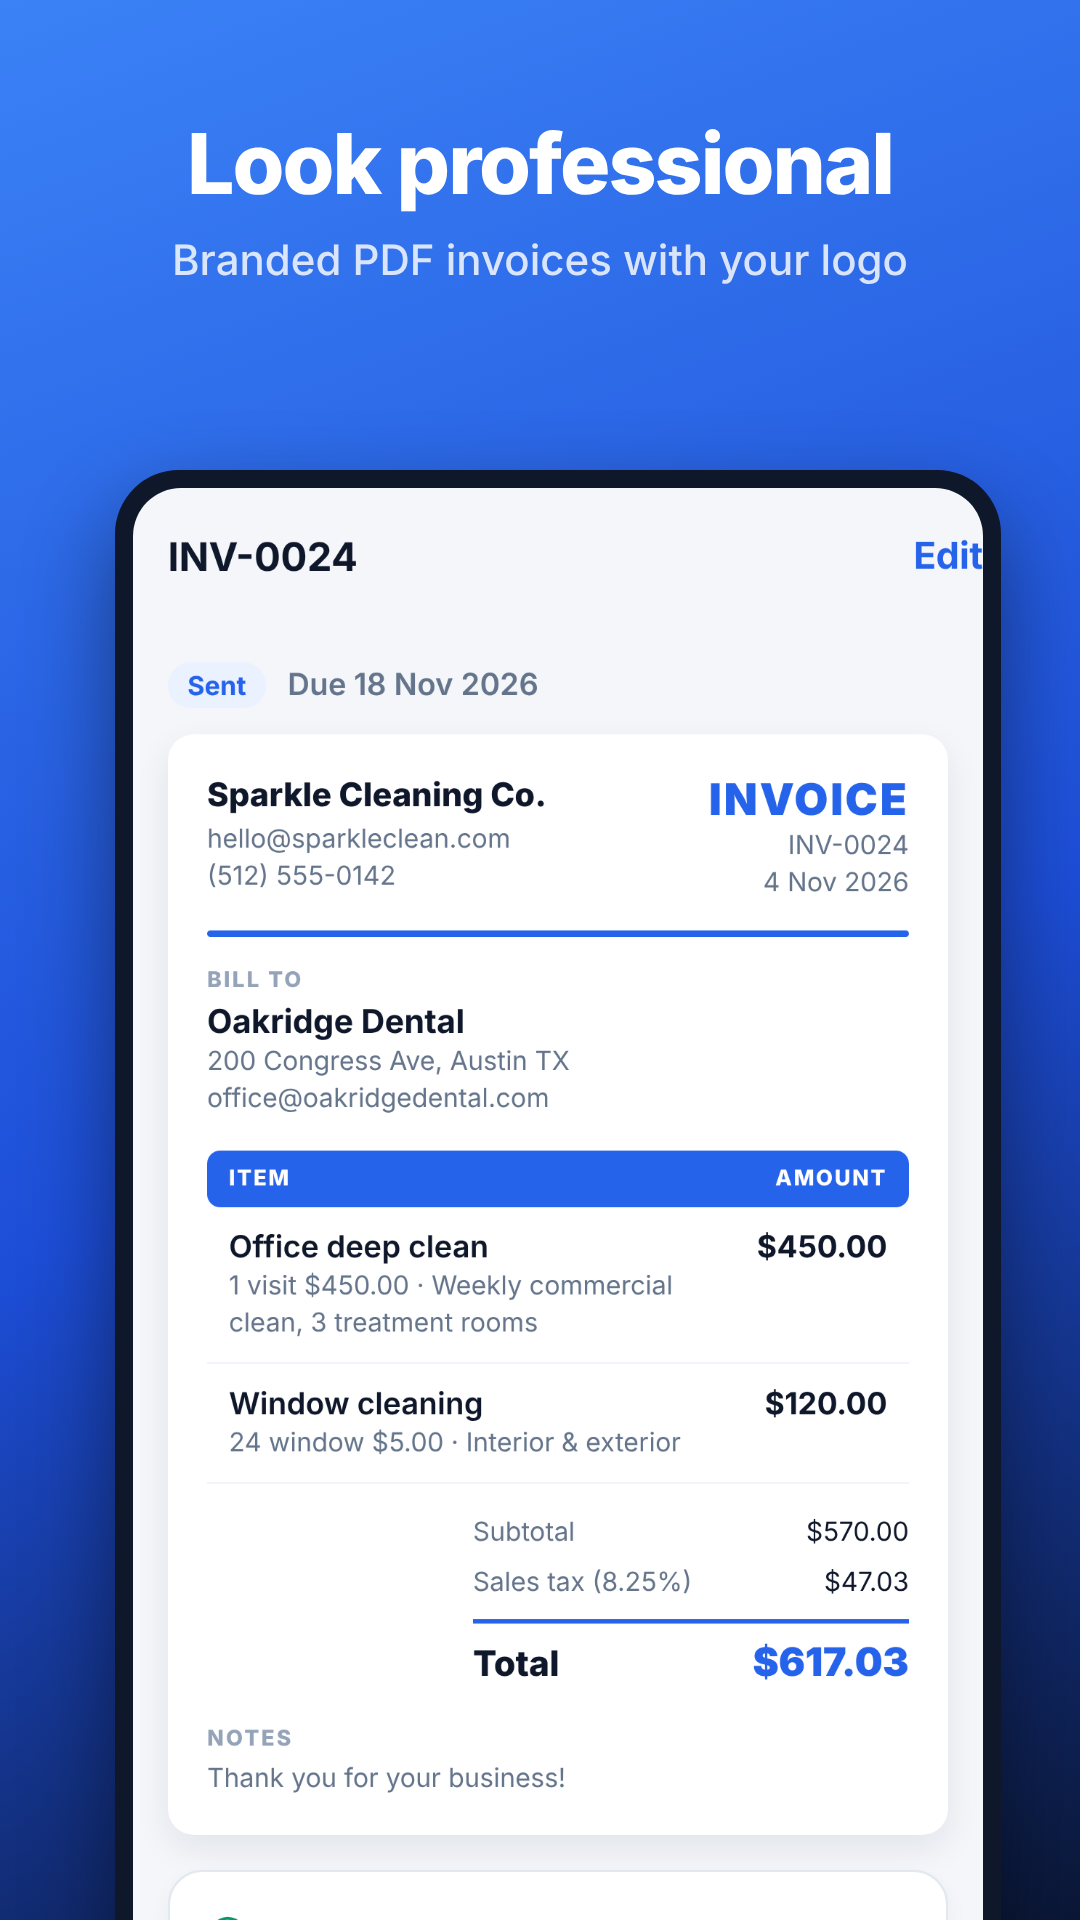 Look professional
Branded PDF invoices with your logo
INV-0024
Edit
Sent
Due 18 Nov 2026
Sparkle Cleaning Co.
hello@sparkleclean.com
(512) 555-0142
INVOICE
INV-0024
4 Nov 2026
BILL TO
Oakridge Dental
200 Congress Ave, Austin TX
office@oakridgedental.com
ITEM AMOUNT
Office deep clean $450.00
1 visit $450.00 · Weekly commercial
clean, 3 treatment rooms
Window cleaning $120.00
24 window $5.00 · Interior & exterior
Subtotal $570.00
Sales tax (8.25%) $47.03
Total $617.03
NOTES
Thank you for your business!